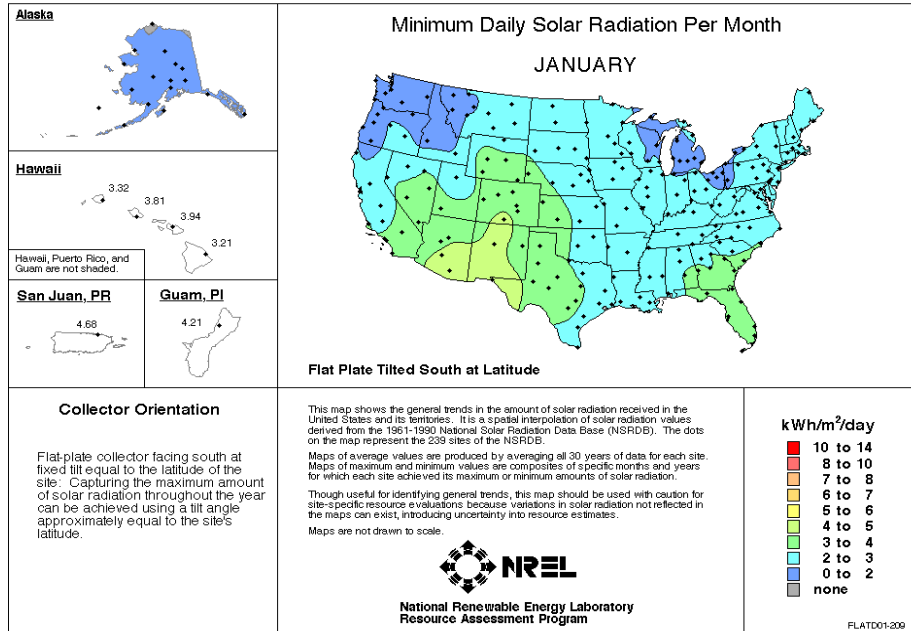 Alaska
Minimum Daily Solar Radiation Per Month
JANUARY
Hawaii
3.32
3.81
3.94
3.21
Hawaii, Puerto Rico, and
Guam are not shaded.
San Juan, PR
4.68
Guam, PI
4.21
Flat Plate Tilted South at Latitude
Collector Orientation
Flat-plate collector facing south at
fixed tilt equal to the latitude of the
site: Capturing the maximum amount
of solar radiation throughout the year
can be achieved using a tilt angle
approximately equal to the site's
latitude.
This map shows the general trends in the amount of solar radiation received in the
United States and its territories. It is a spatial interpolation of solar radiation values
derived from the 1961-1990 National Solar Radiation Data Base (NSRDB). The dots
on the map represent the 239 sites of the NSRDB.
Maps of average values are produced by averaging all 30 years of data for each site.
Maps of maximum and minimum values are composites of specific months and years
for which each site achieved its maximum or minimum amounts of solar radiation.
Though useful for identifying general trends, this map should be used with caution for
site-specific resource evaluations because variations in solar radiation not reflected in
the maps can exist, introducing uncertainty into resource estimates.
Maps are not drawn to scale.
NREL
National Renewable Energy Laboratory
Resource Assessment Program
kWh/m²/day
10 to 14
8 to 10
7 to 8
6 to 7
5 to 6
4 to 5
3 to 4
2 to 3
0 to 2
none
FLATD01-209